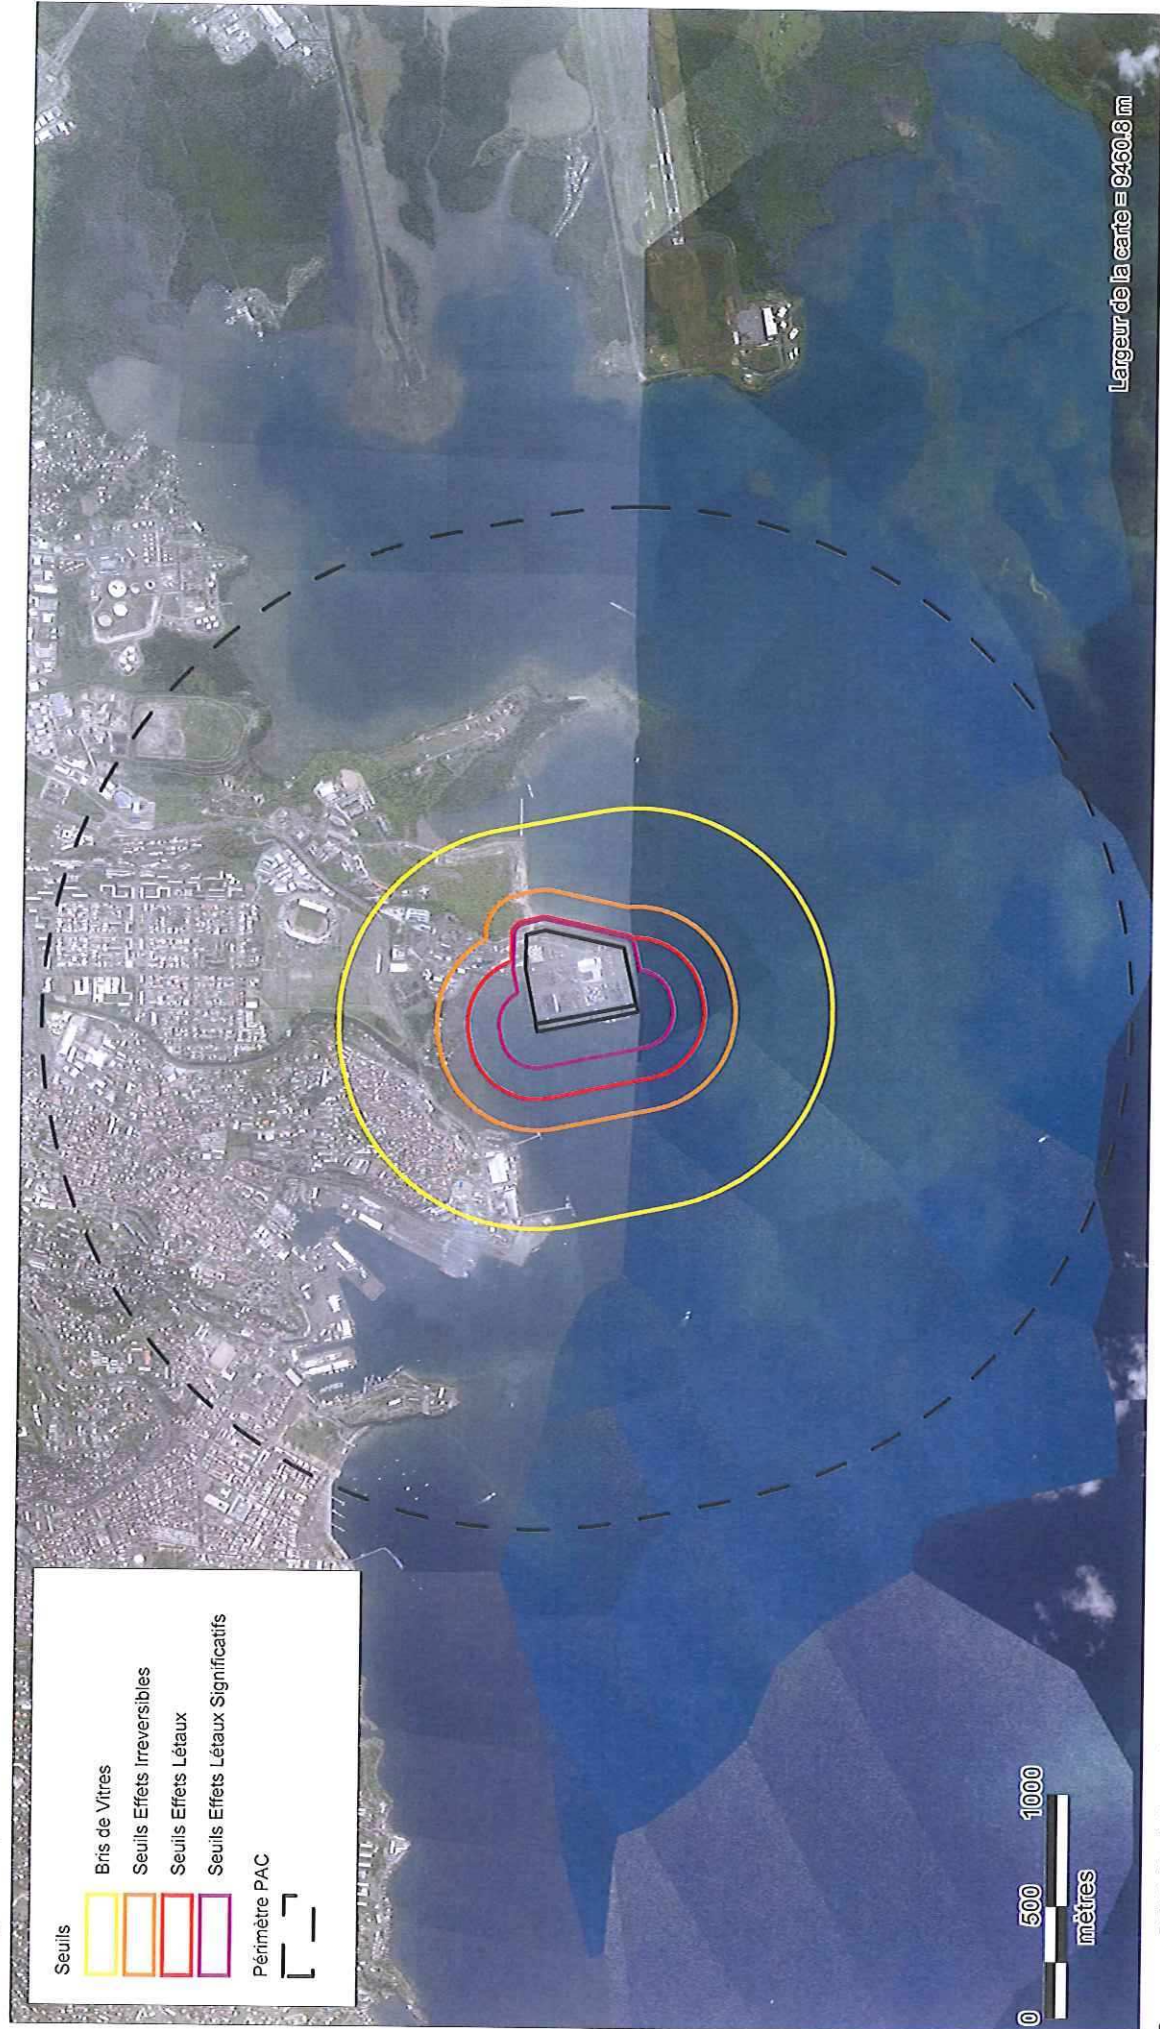 Seuils
Bris de Vitres
Seuils Effets Irreversibles
Seuils Effets Létaux
Seuils Effets Létaux Significatifs
Périmètre PAC
0 500 1000
mètres
Largeur de la carte = 9460.8 m